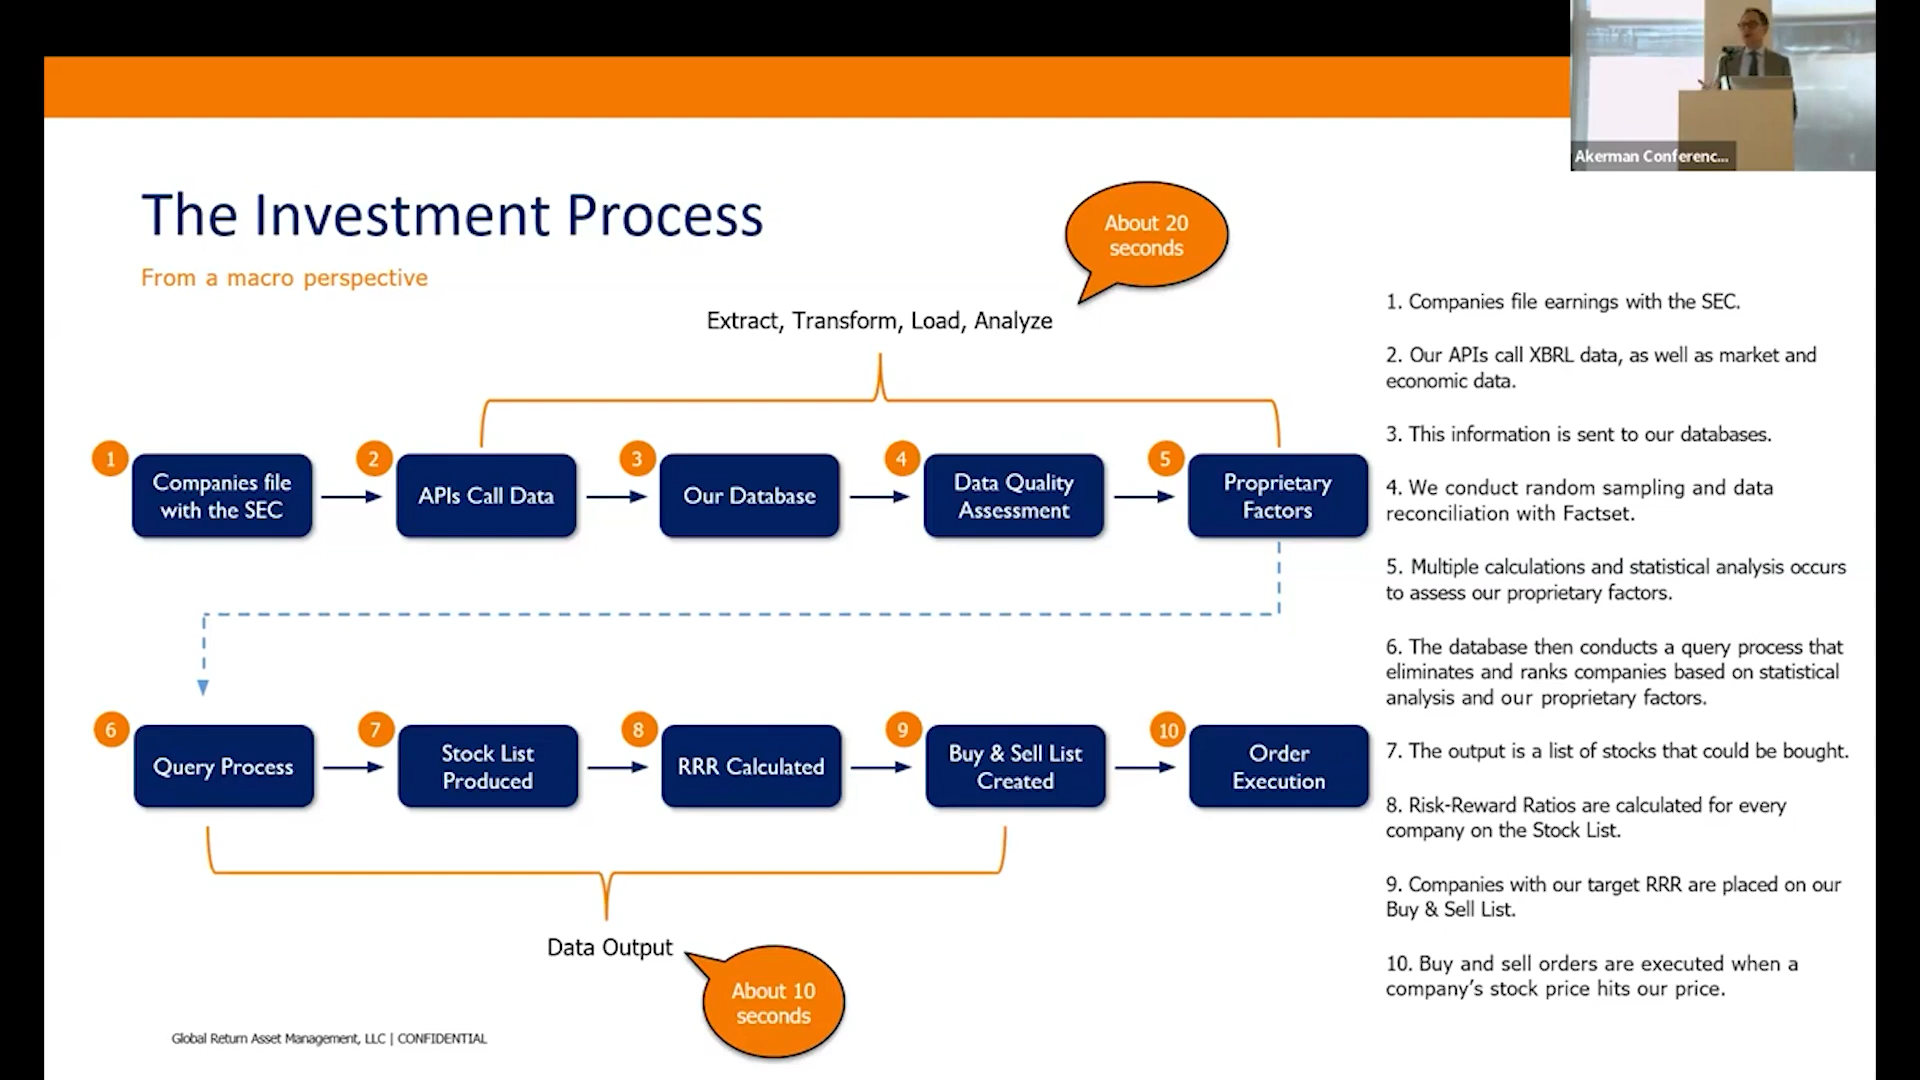 Akerman Conferenc...
The Investment Process
From a macro perspective
About 20
seconds
Extract, Transform, Load, Analyze
1
Companies file
with the SEC
2
APIs Call Data
3
Our Database
4
Data Quality
Assessment
5
Proprietary
Factors
6
Query Process
7
Stock List
Produced
8
RRR Calculated
9
Buy & Sell List
Created
10
Order
Execution
Data Output
About 10
seconds
1. Companies file earnings with the SEC.
2. Our APIs call XBRL data, as well as market and
economic data.
3. This information is sent to our databases.
4. We conduct random sampling and data
reconciliation with Factset.
5. Multiple calculations and statistical analysis occurs
to assess our proprietary factors.
6. The database then conducts a query process that
eliminates and ranks companies based on statistical
analysis and our proprietary factors.
7. The output is a list of stocks that could be bought.
8. Risk-Reward Ratios are calculated for every
company on the Stock List.
9. Companies with our target RRR are placed on our
Buy & Sell List.
10. Buy and sell orders are executed when a
company's stock price hits our price.
Global Return Asset Management, LLC | CONFIDENTIAL